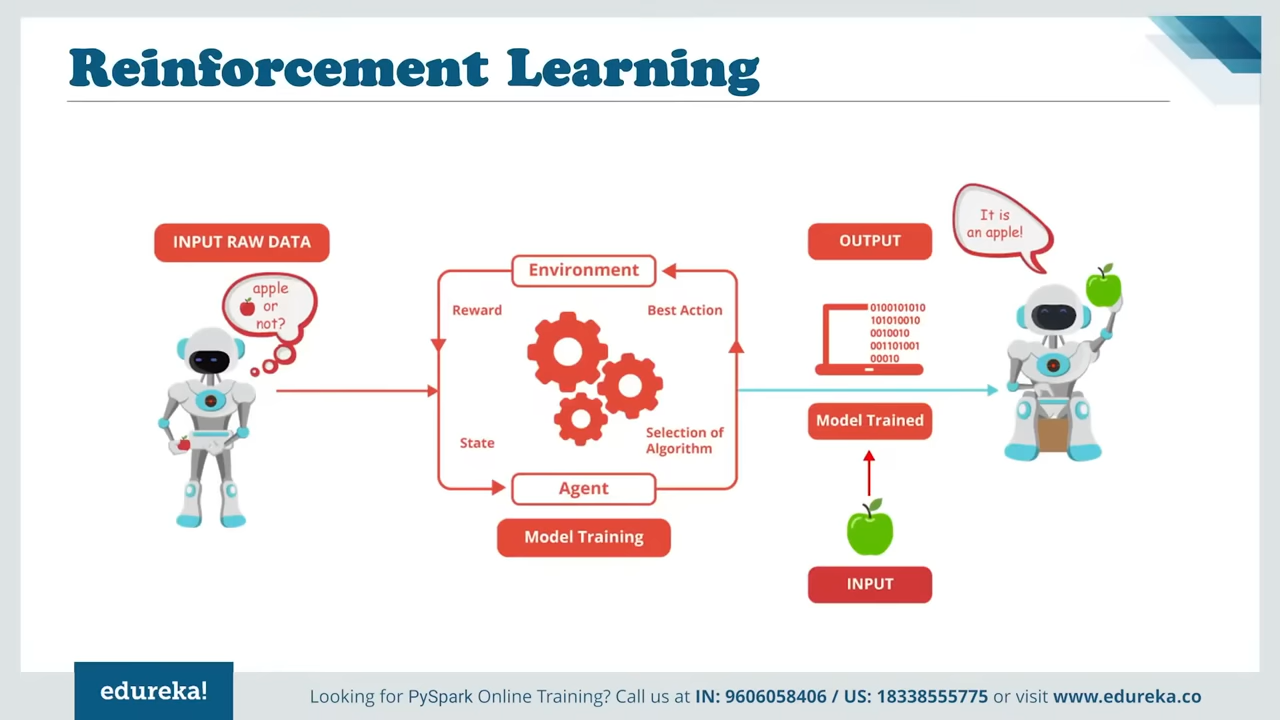 Reinforcement Learning
INPUT RAW DATA
apple
or
not?
Environment
Reward
Best Action
State
Selection of
Algorithm
Agent
Model Training
OUTPUT
0100101010
101010010
0010010
001101001
00010
Model Trained
INPUT
It is
an apple!
edureka!
Looking for PySpark Online Training? Call us at IN: 9606058406 / US: 18338555775 or visit www.edureka.co